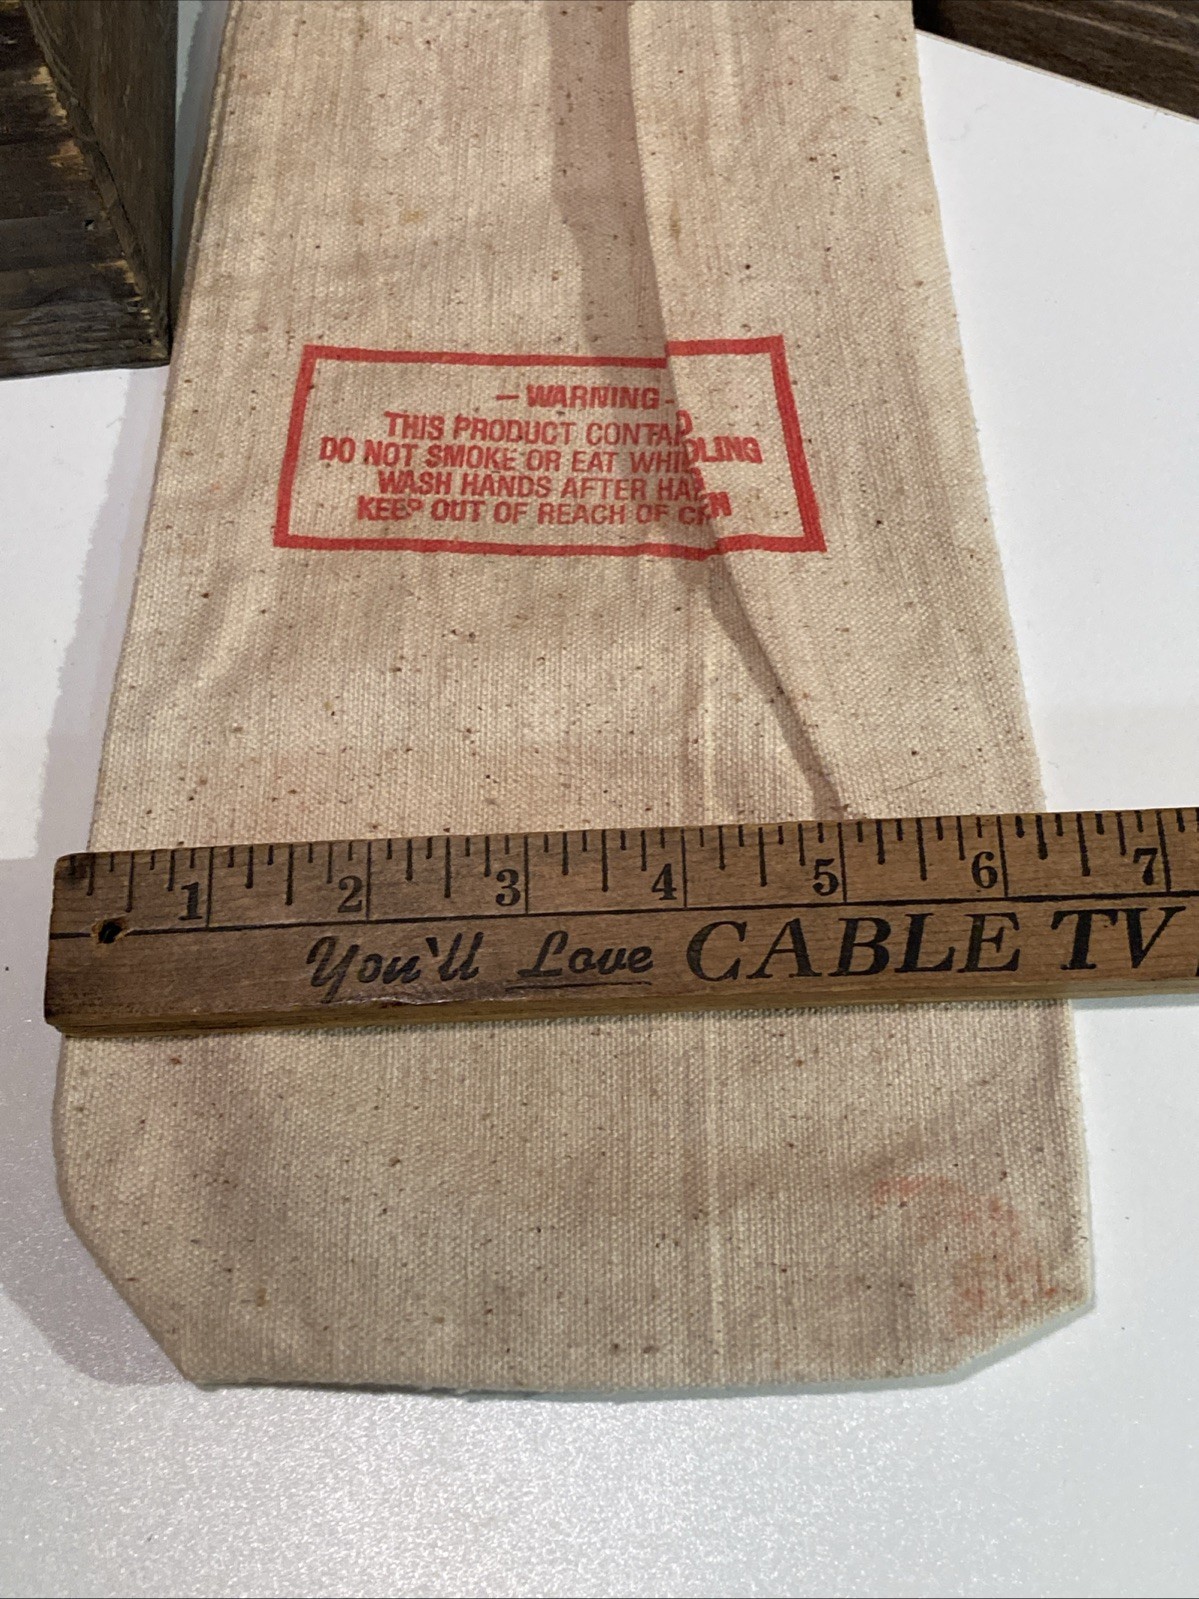 — WARNING -
THIS PRODUCT CONTA D
DO NOT SMOKE OR EAT WHI DLING
WASH HANDS AFTER HA
KEEP OUT OF REACH OF C N
1 2 3 4 5 6 7
You'll Love CABLE TV